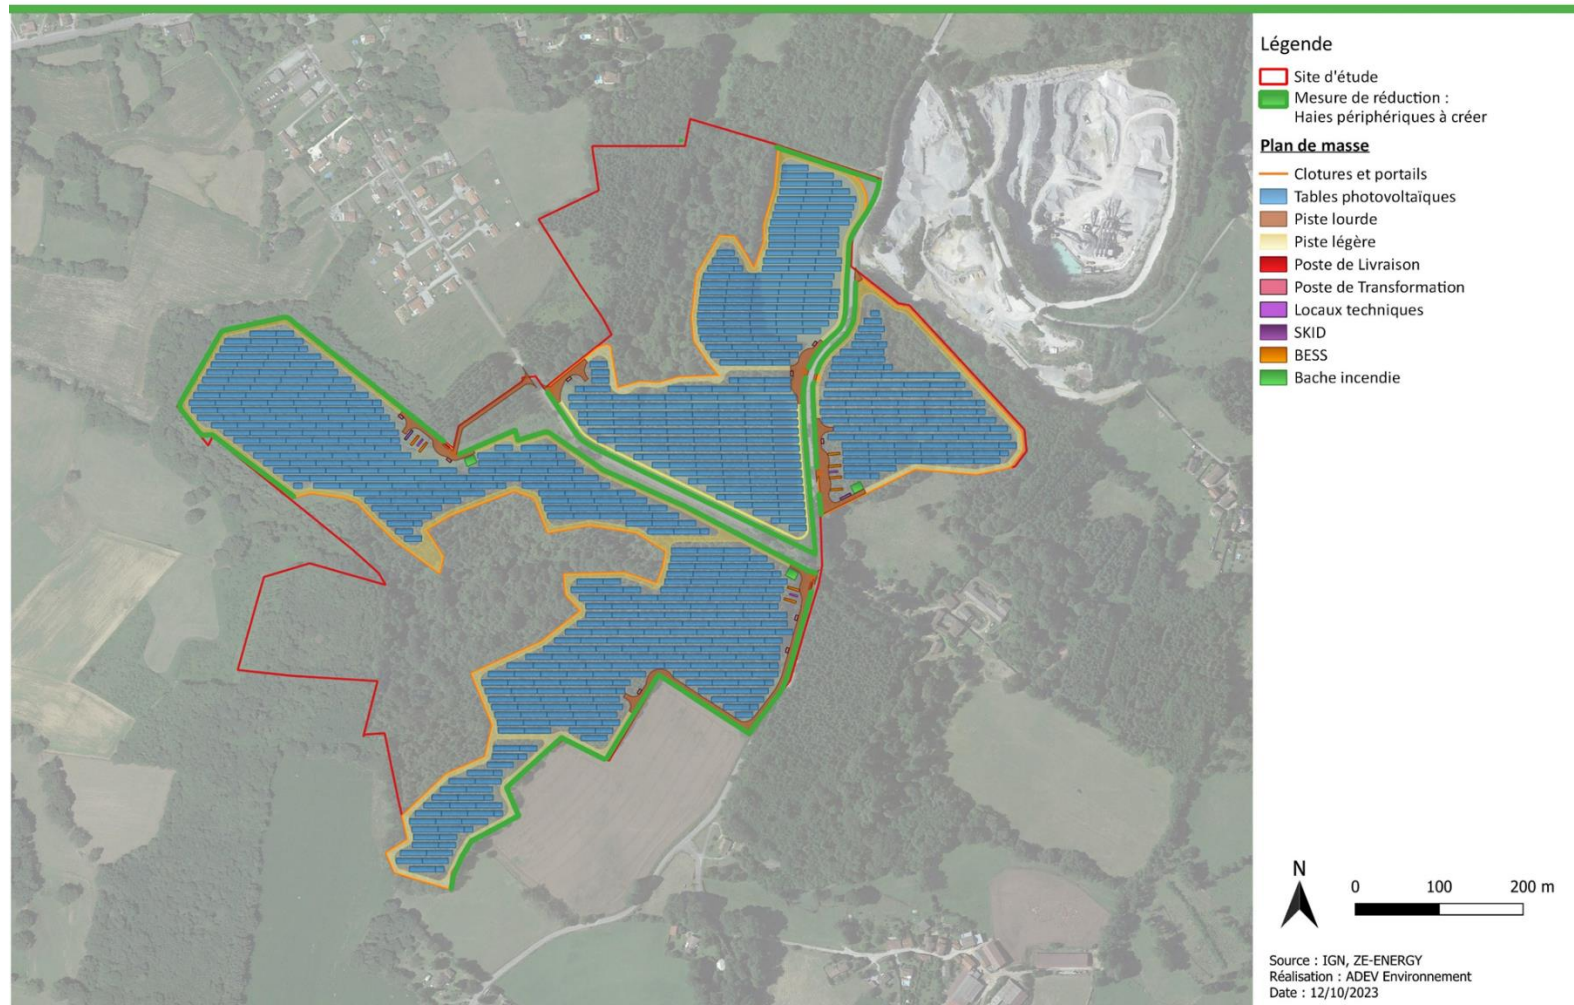 Légende
Site d'étude
Mesure de réduction :
Haies périphériques à créer
Plan de masse
Clotures et portails
Tables photovoltaïques
Piste lourde
Piste légère
Poste de Livraison
Poste de Transformation
Locaux techniques
SKID
BESS
Bache incendie
N
0 100 200 m
Source : IGN, ZE-ENERGY
Réalisation : ADEV Environnement
Date : 12/10/2023